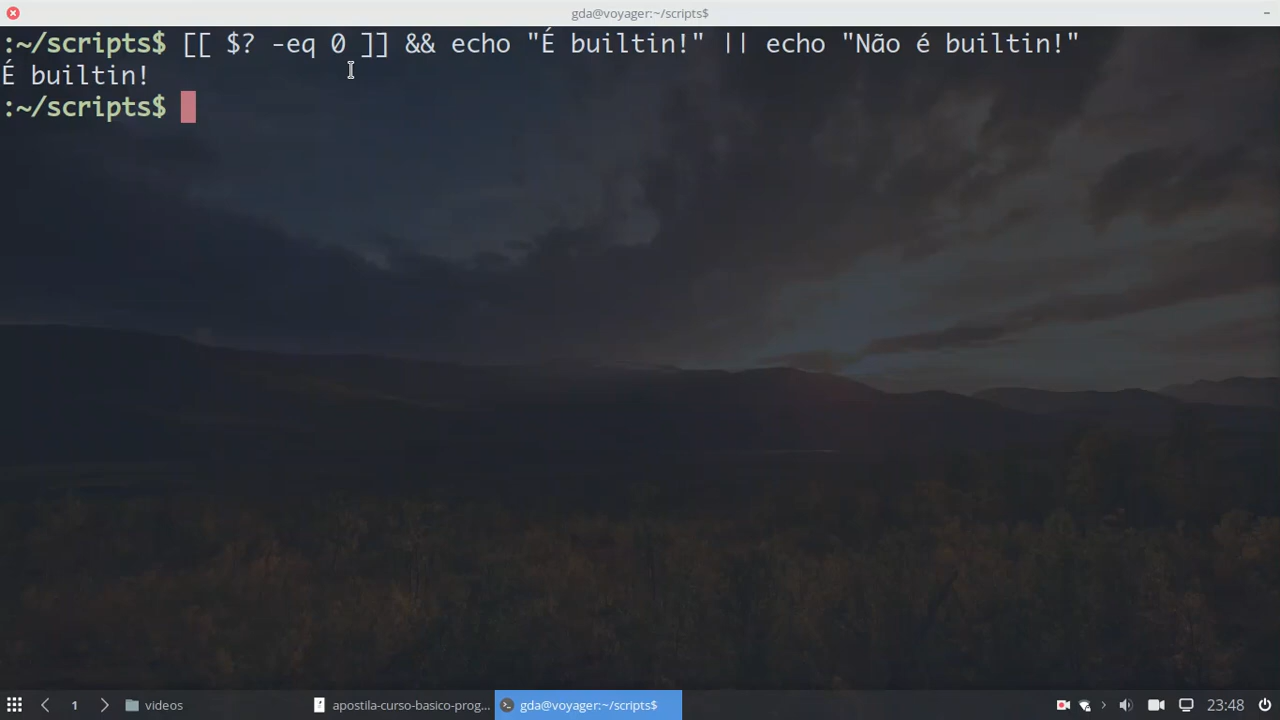 gda@voyager:~/scripts$
:~/scripts$ [[ $? -eq 0 ]] && echo "É builtin!" || echo "Não é builtin!"
É builtin!
:~/scripts$
1
videos
apostila-curso-basico-prog...
gda@voyager:~/scripts$
23:48